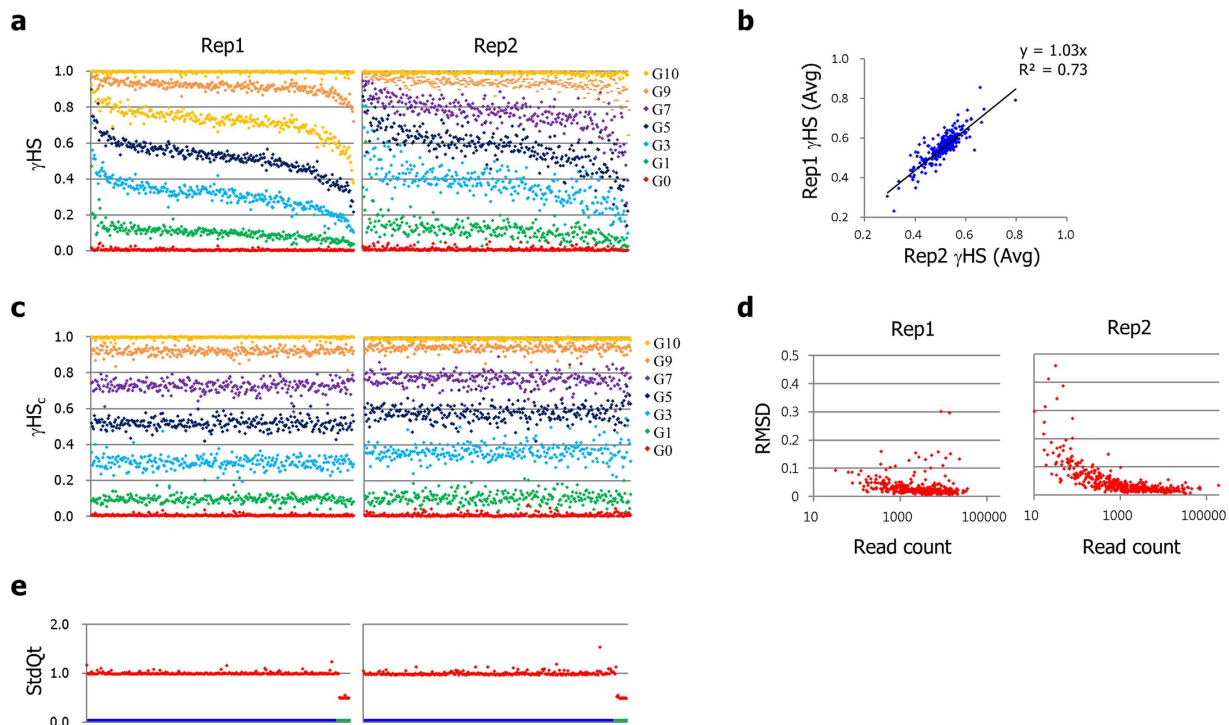 a
Rep1
Rep2
γHS
1.0
0.8
0.6
0.4
0.2
0.0
G10
G9
G7
G5
G3
G1
G0
b
y = 1.03x
R² = 0.73
Rep1 γHS (Avg)
1.0
0.8
0.6
0.4
0.2
0.2
0.4
0.6
0.8
1.0
Rep2 γHS (Avg)
c
γHSc
1.0
0.8
0.6
0.4
0.2
0.0
G10
G9
G7
G5
G3
G1
G0
d
Rep1
Rep2
RMSD
0.5
0.4
0.3
0.2
0.1
0
10
1000
100000
10
1000
100000
Read count
Read count
e
StdQt
2.0
1.0
0.0